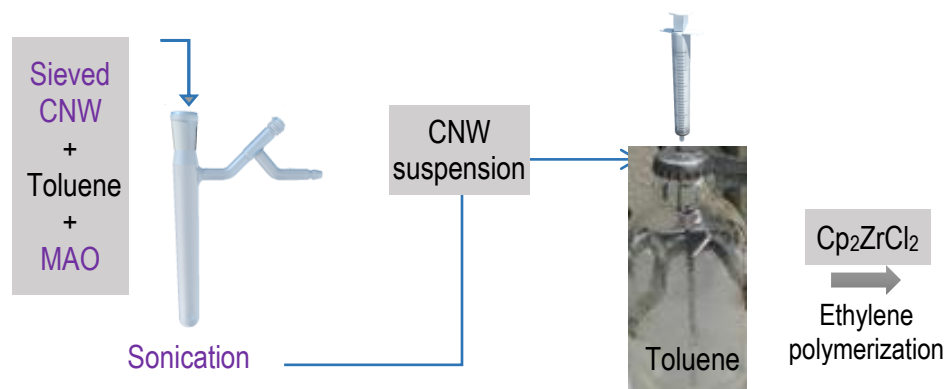 Sieved
CNW
+
Toluene
+
MAO
Sonication
CNW
suspension
Toluene
Cp₂ZrCl₂
Ethylene
polymerization